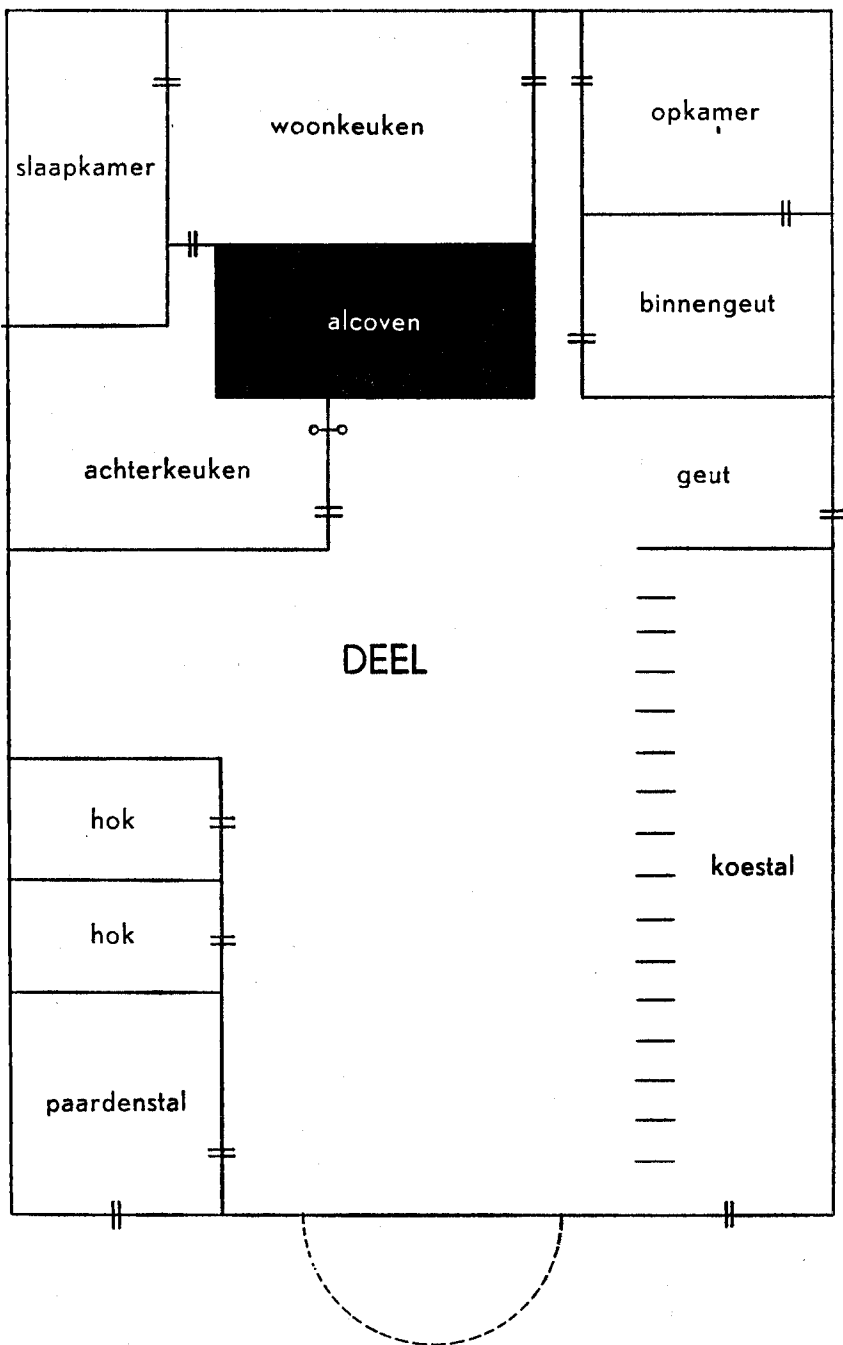 opkamer
woonkeuken
slaapkamer
binnengeut
alcoven
achterkeuken
geut
DEEL
hok
koestal
hok
paardenstal